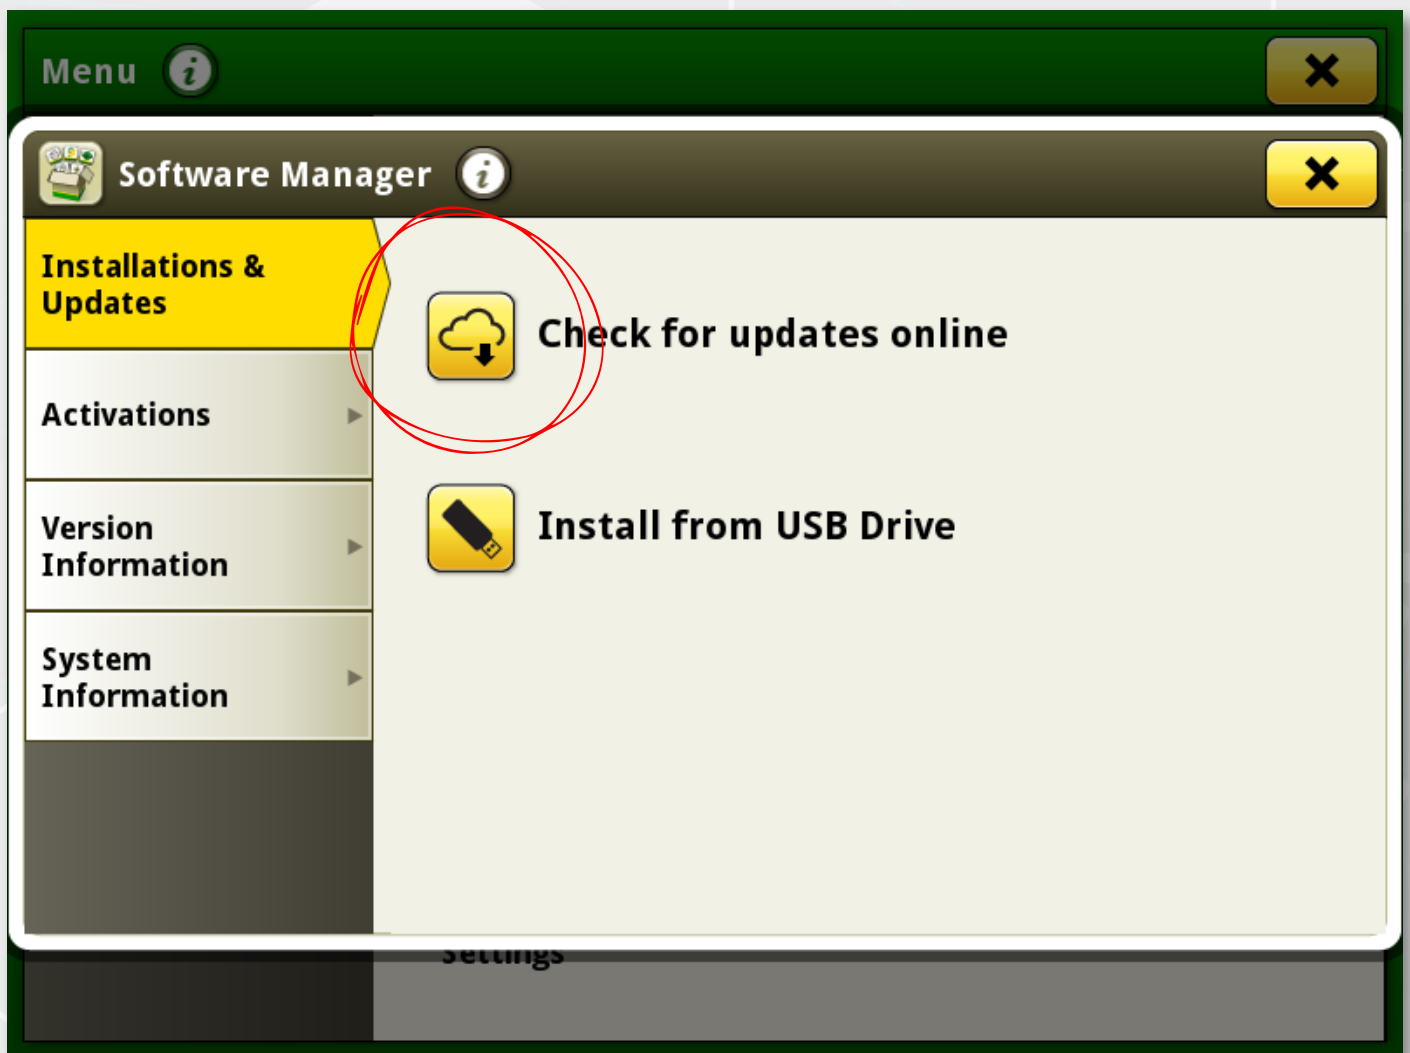 Menu
Software Manager
Installations &
Updates
Check for updates online
Activations
Install from USB Drive
Version
Information
System
Information
Settings